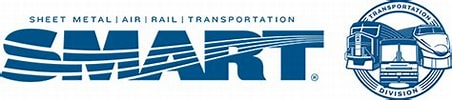 SHEET METAL | AIR | RAIL | TRANSPORTATION
SMART®
TRANSPORTATION
DIVISION